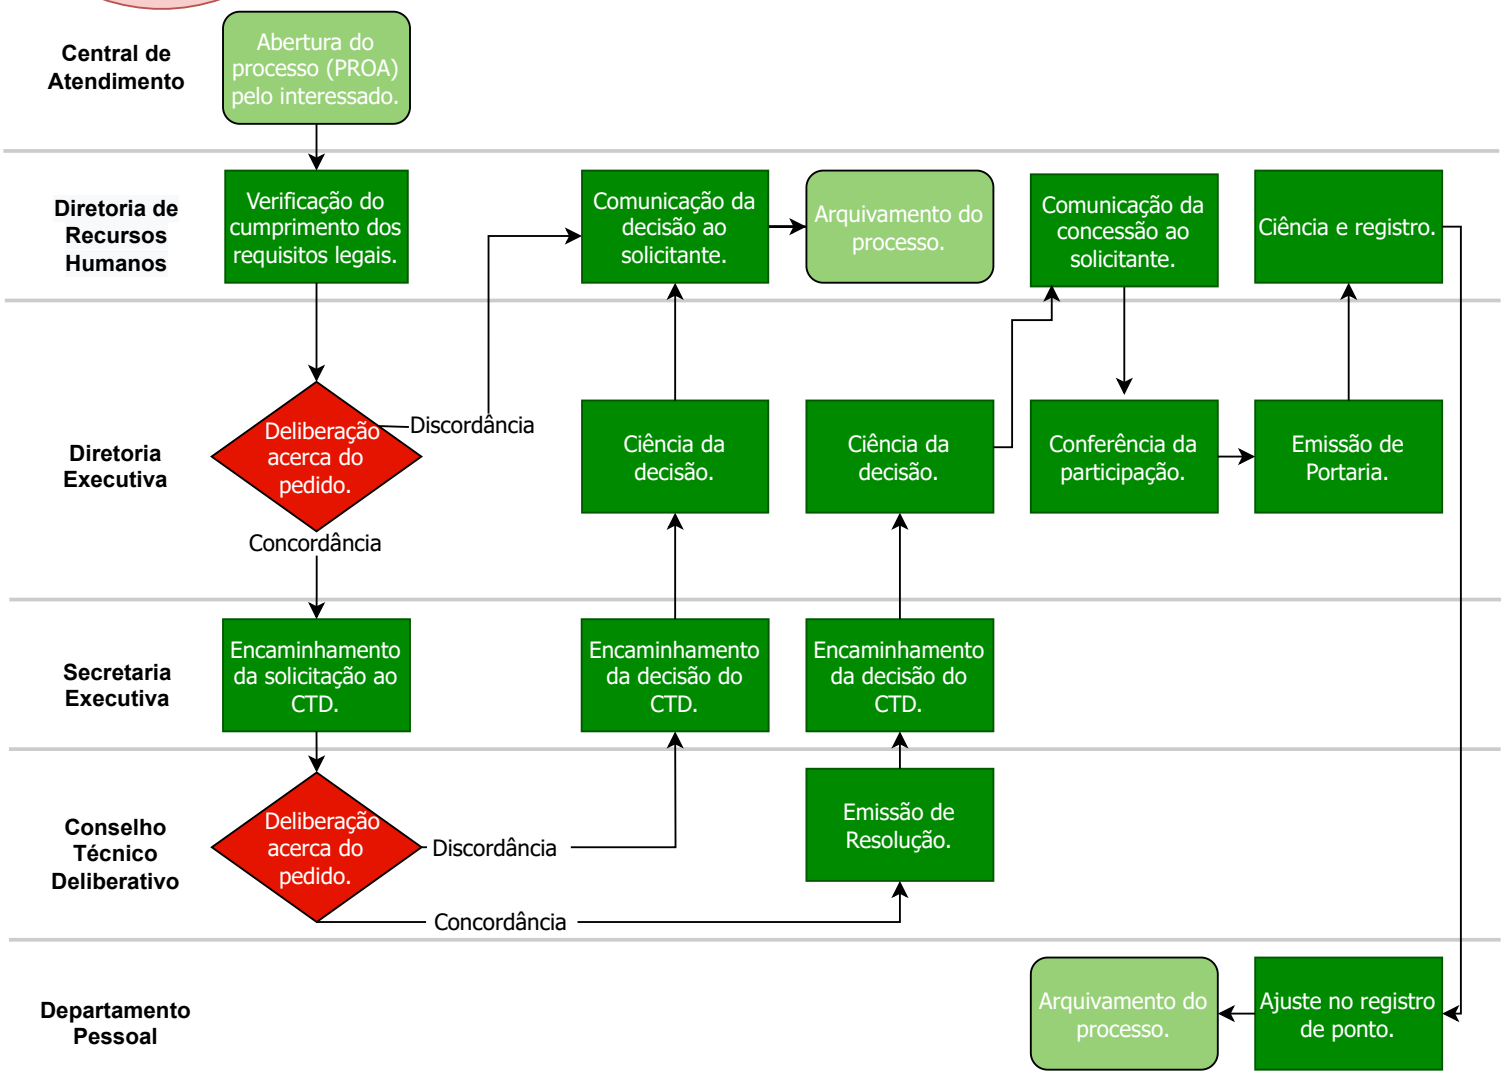 Central de
Atendimento
Abertura do
processo (PROA)
pelo interessado.
Diretoria de
Recursos
Humanos
Verificação do
cumprimento dos
requisitos legais.
Comunicação da
decisão ao
solicitante.
Arquivamento do
processo.
Comunicação da
concessão ao
solicitante.
Ciência e registro.
Diretoria
Executiva
Deliberação
acerca do
pedido.
Discordância
Concordância
Ciência da
decisão.
Ciência da
decisão.
Conferência da
participação.
Emissão de
Portaria.
Secretaria
Executiva
Encaminhamento
da solicitação ao
CTD.
Encaminhamento
da decisão do
CTD.
Encaminhamento
da decisão do
CTD.
Conselho
Técnico
Deliberativo
Deliberação
acerca do
pedido.
Discordância
Concordância
Emissão de
Resolução.
Departamento
Pessoal
Arquivamento do
processo.
Ajuste no registro
de ponto.